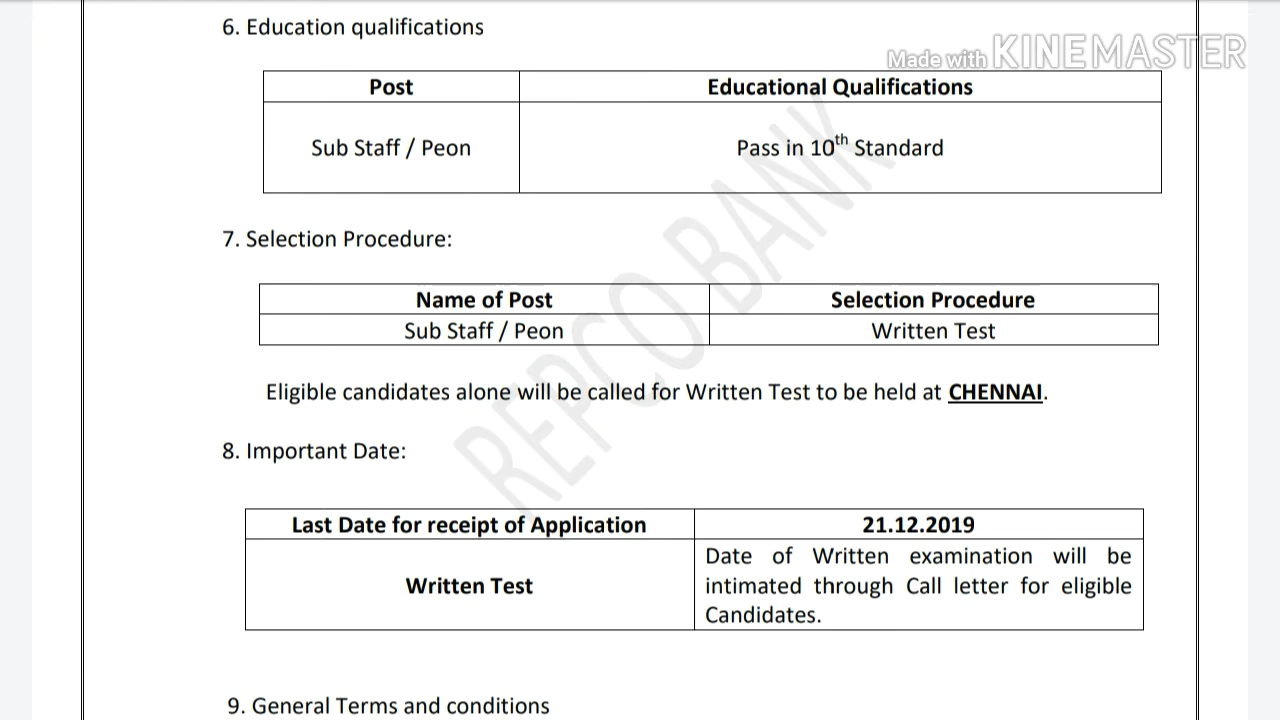 6. Education qualifications
Made with KINEMASTER
Post Educational Qualifications
Sub Staff / Peon Pass in 10th Standard
7. Selection Procedure:
Name of Post Selection Procedure
Sub Staff / Peon Written Test
Eligible candidates alone will be called for Written Test to be held at CHENNAI.
8. Important Date:
Last Date for receipt of Application 21.12.2019
Written Test
Date of Written examination will be
intimated through Call letter for eligible
Candidates.
9. General Terms and conditions
REPCO BANK